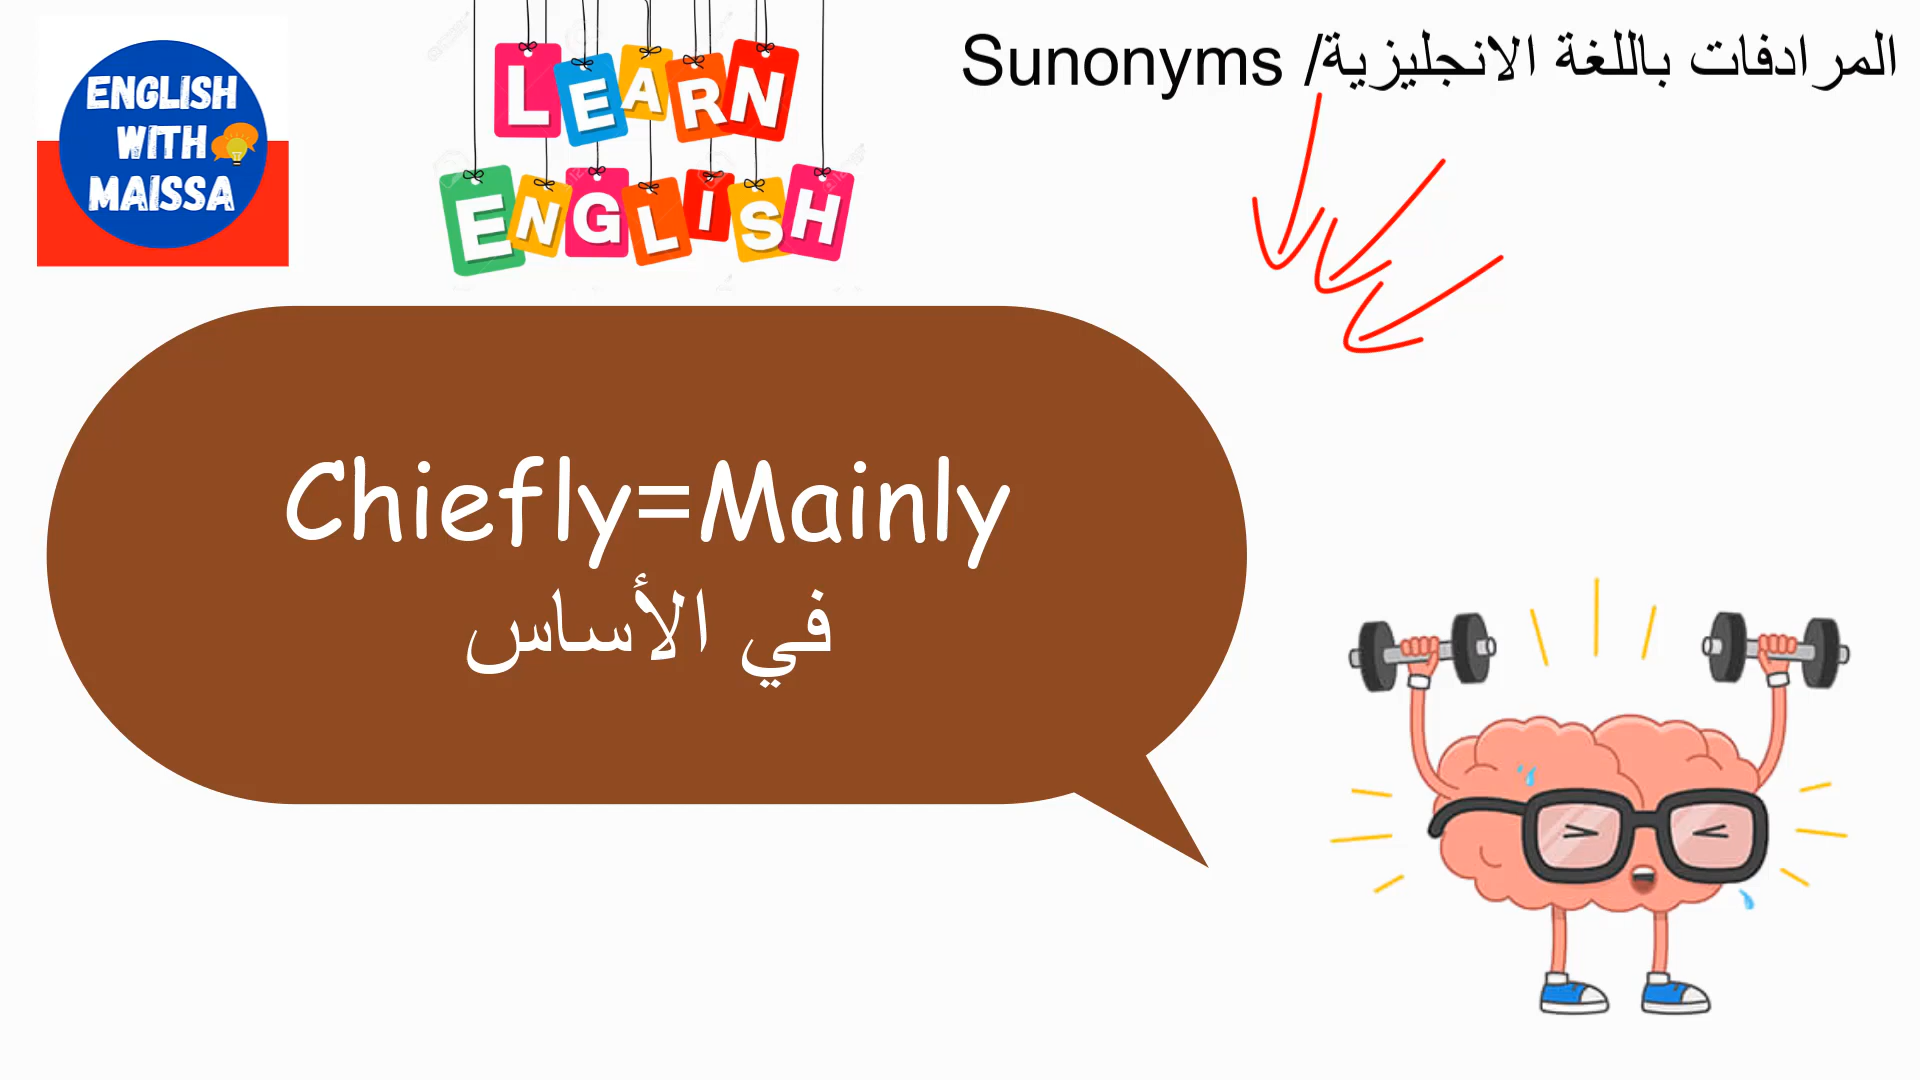 ENGLISH
WITH
MAISSA
LEARN
ENGLISH
Sunonyms /المرادفات باللغة الانجليزية
Chiefly=Mainly
في الأساس